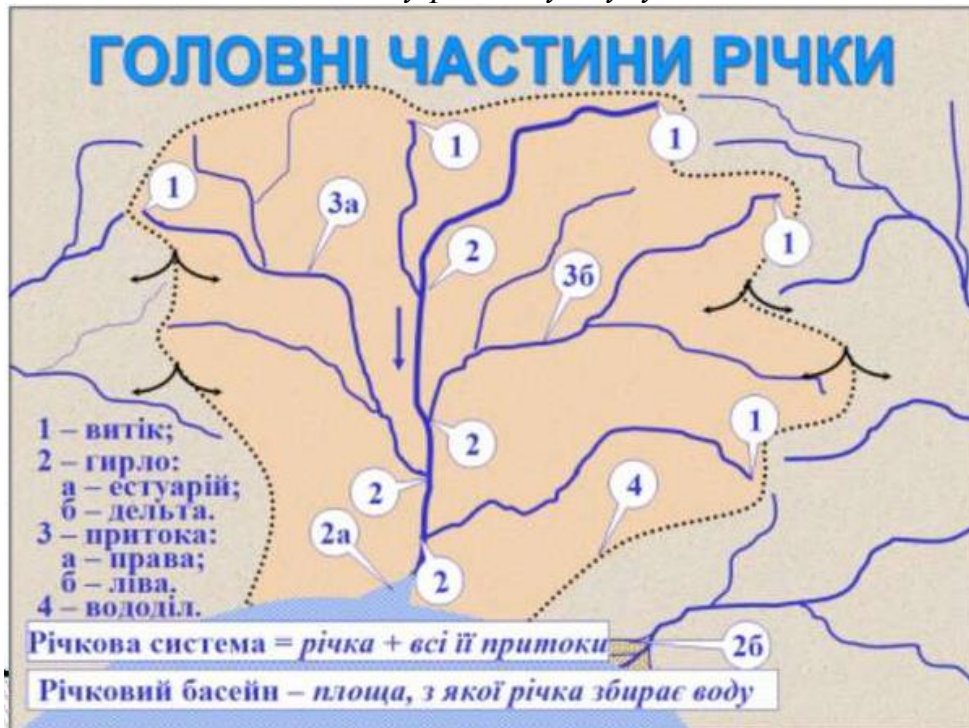 ГОЛОВНІ ЧАСТИНИ РІЧКИ
1
1
1
3а
2
3б
1
1
2
2
4
2а
2
2б
1 – витік;
2 – гирло:
а – естуарій;
б – дельта.
3 – притока:
а – права;
б – ліва.
4 – вододіл.
Річкова система = річка + всі її притоки
Річковий басейн – площа, з якої річка збирає воду